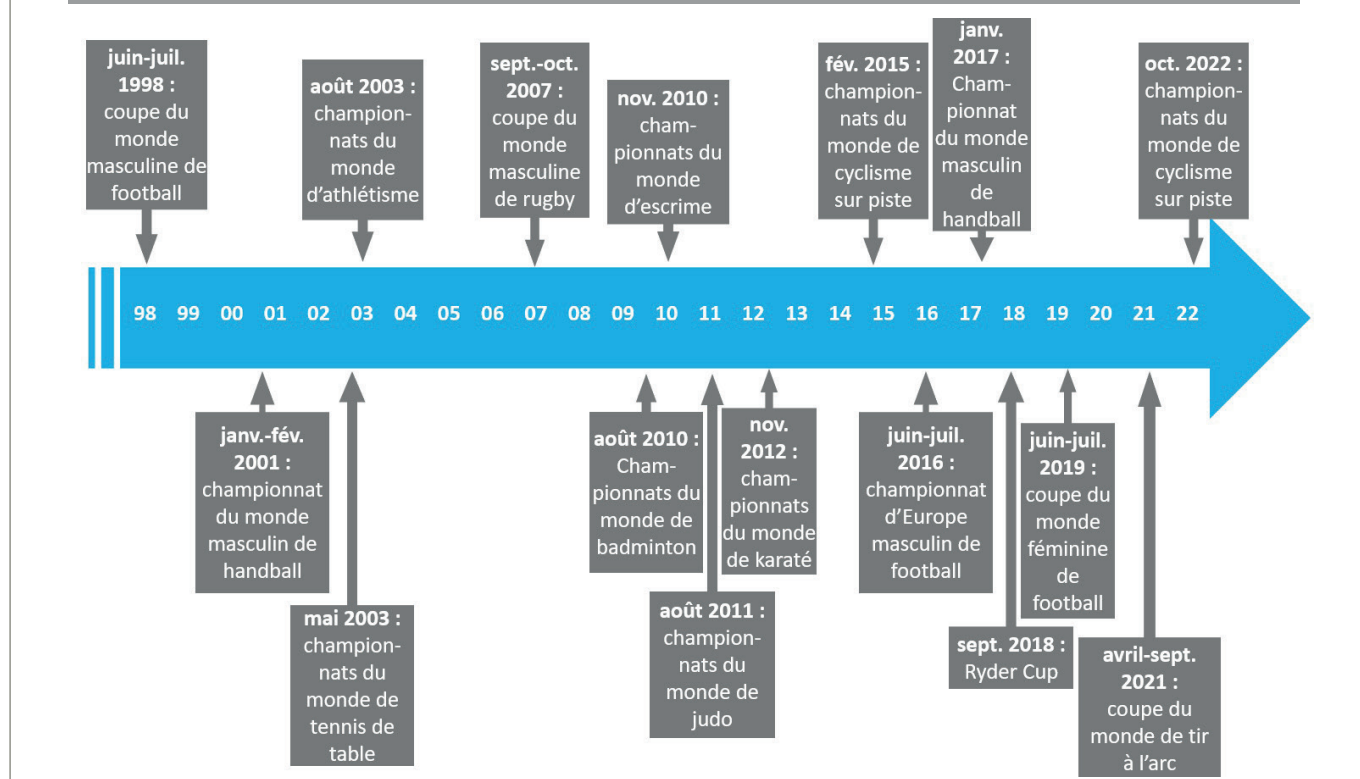 juin-juil.
1998 :
coupe du
monde
masculine de
football
août 2003 :
champion-
nats du
monde
d’athlétisme
sept.-oct.
2007 :
coupe du
monde
masculine
de rugby
nov. 2010 :
cham-
pionnats du
monde
d’escrime
fév. 2015 :
champion-
nats du
monde de
cyclisme
sur piste
janv.
2017 :
Cham-
pionnat
du monde
masculin
de
handball
oct. 2022 :
champion-
nats du
monde de
cyclisme
sur piste
98 99 00 01 02 03 04 05 06 07 08 09 10 11 12 13 14 15 16 17 18 19 20 21 22
janv.-fév.
2001 :
championnat
du monde
masculin de
handball
mai 2003 :
champion-
nats du
monde de
tennis de
table
août 2010 :
Cham-
pionnats du
monde de
badminton
août 2011 :
champion-
nats du
monde de
judo
nov.
2012 :
cham-
pionnats
du monde
de karaté
juin-juil.
2016 :
championnat
d’Europe
masculin de
football
sept. 2018 :
Ryder Cup
juin-juil.
2019 :
coupe du
monde
féminine
de
football
avril-sept.
2021 :
coupe du
monde de tir
à l’arc